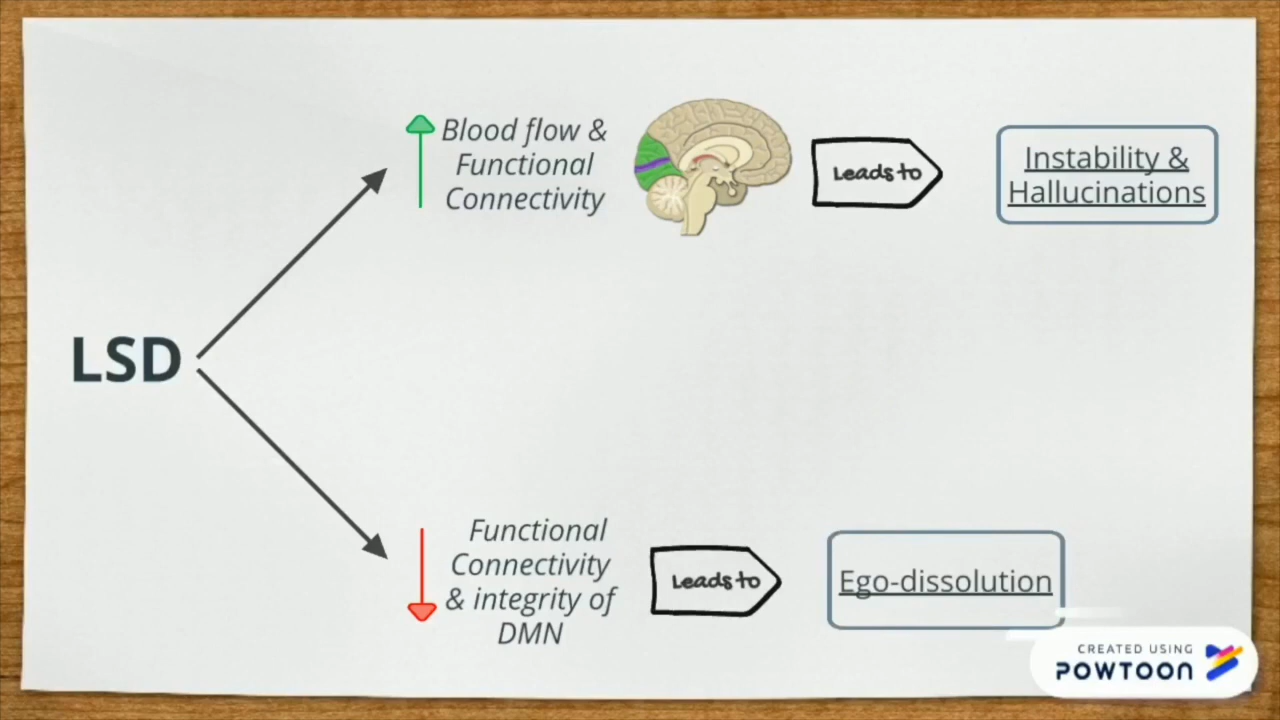 Blood flow &
Functional
Connectivity
Leads to
Instability &
Hallucinations
LSD
Functional
Connectivity
& integrity of
DMN
Leads to
Ego-dissolution
CREATED USING
POWTOON